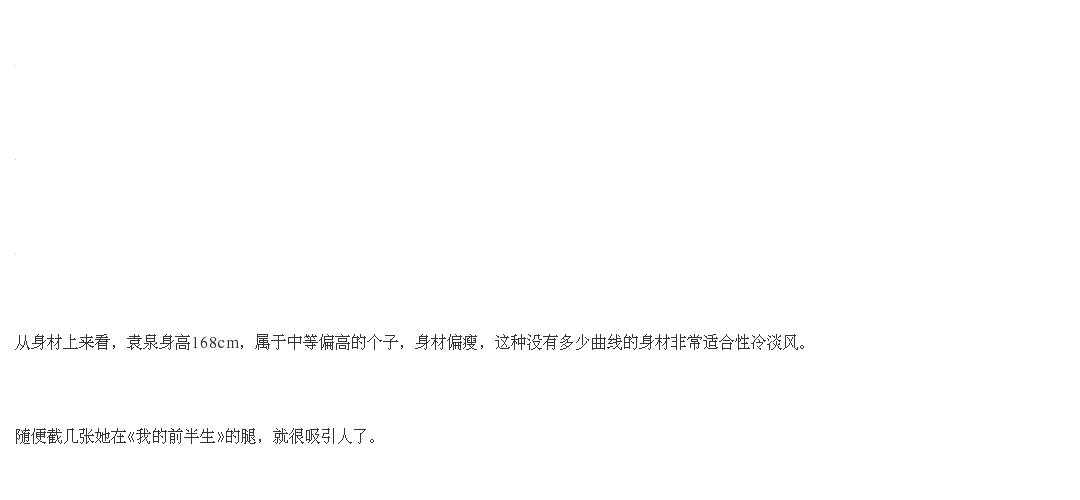 从身材上来看，袁泉身高168cm，属于中等偏高的个子，身材偏瘦，这种没有多少曲线的身材非常适合性冷淡风。
随便截几张她在《我的前半生》的腿，就很吸引人了。